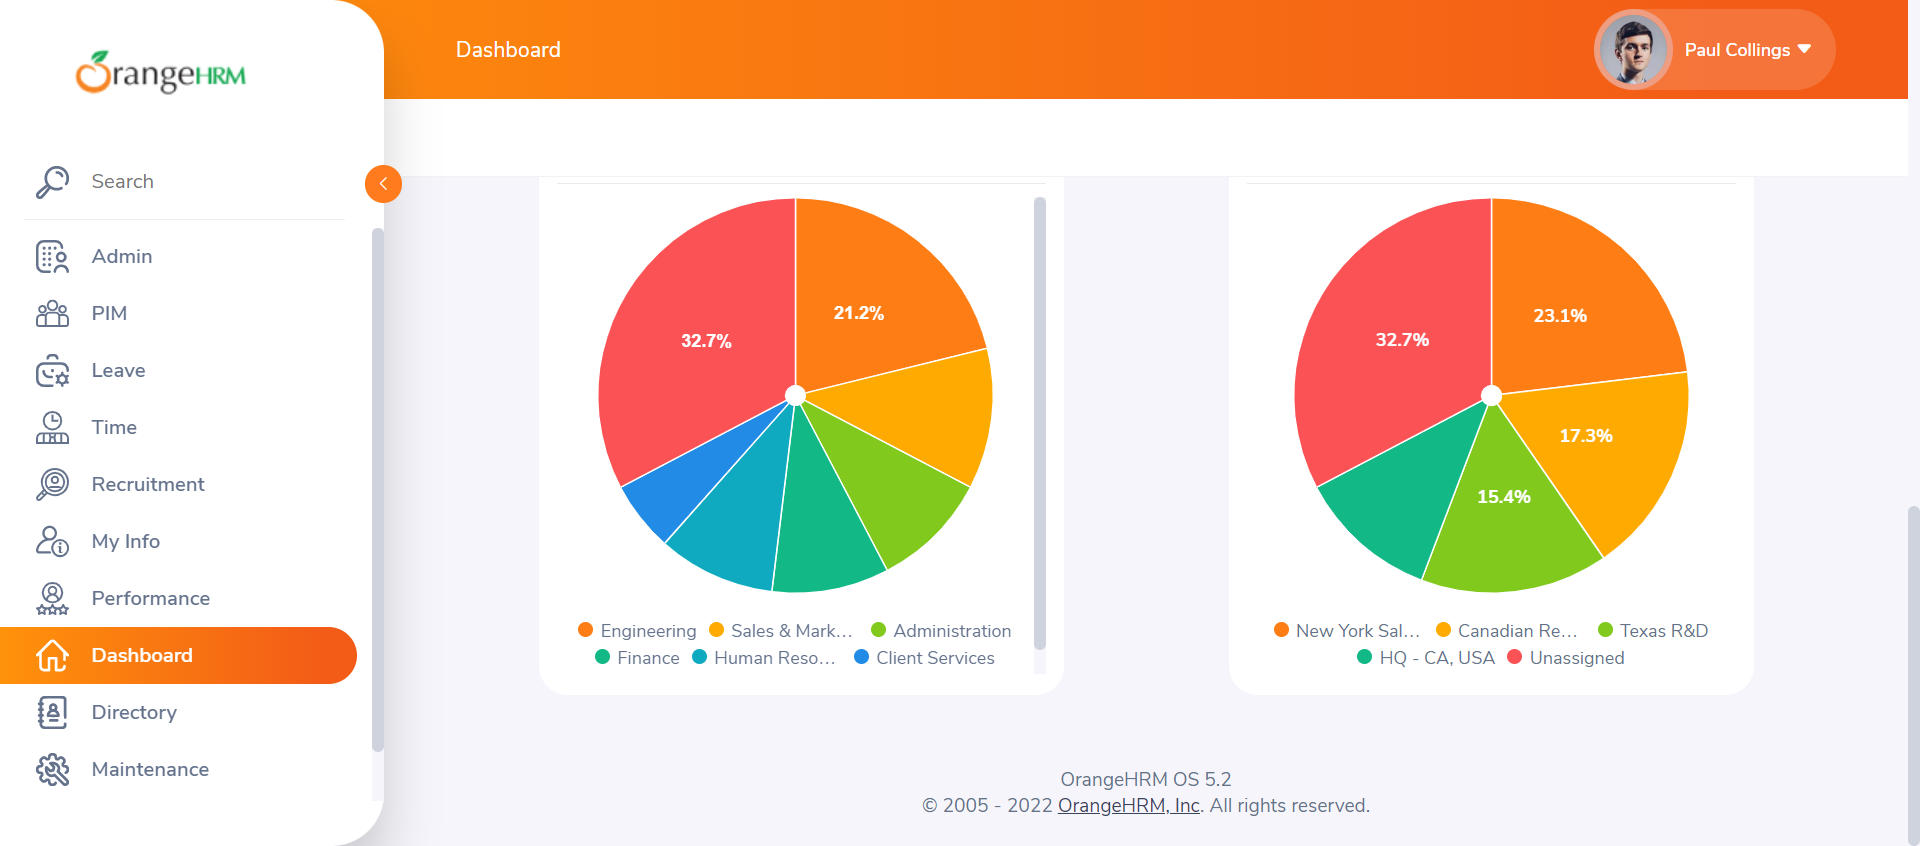 OrangeHRM
Dashboard
Paul Collings
Search
Admin
PIM
Leave
Time
Recruitment
My Info
Performance
Dashboard
Directory
Maintenance
21.2%
32.7%
Engineering
Sales & Mark...
Administration
Finance
Human Reso...
Client Services
23.1%
32.7%
17.3%
15.4%
New York Sal...
Canadian Re...
Texas R&D
HQ - CA, USA
Unassigned
OrangeHRM OS 5.2
© 2005 - 2022 OrangeHRM, Inc. All rights reserved.